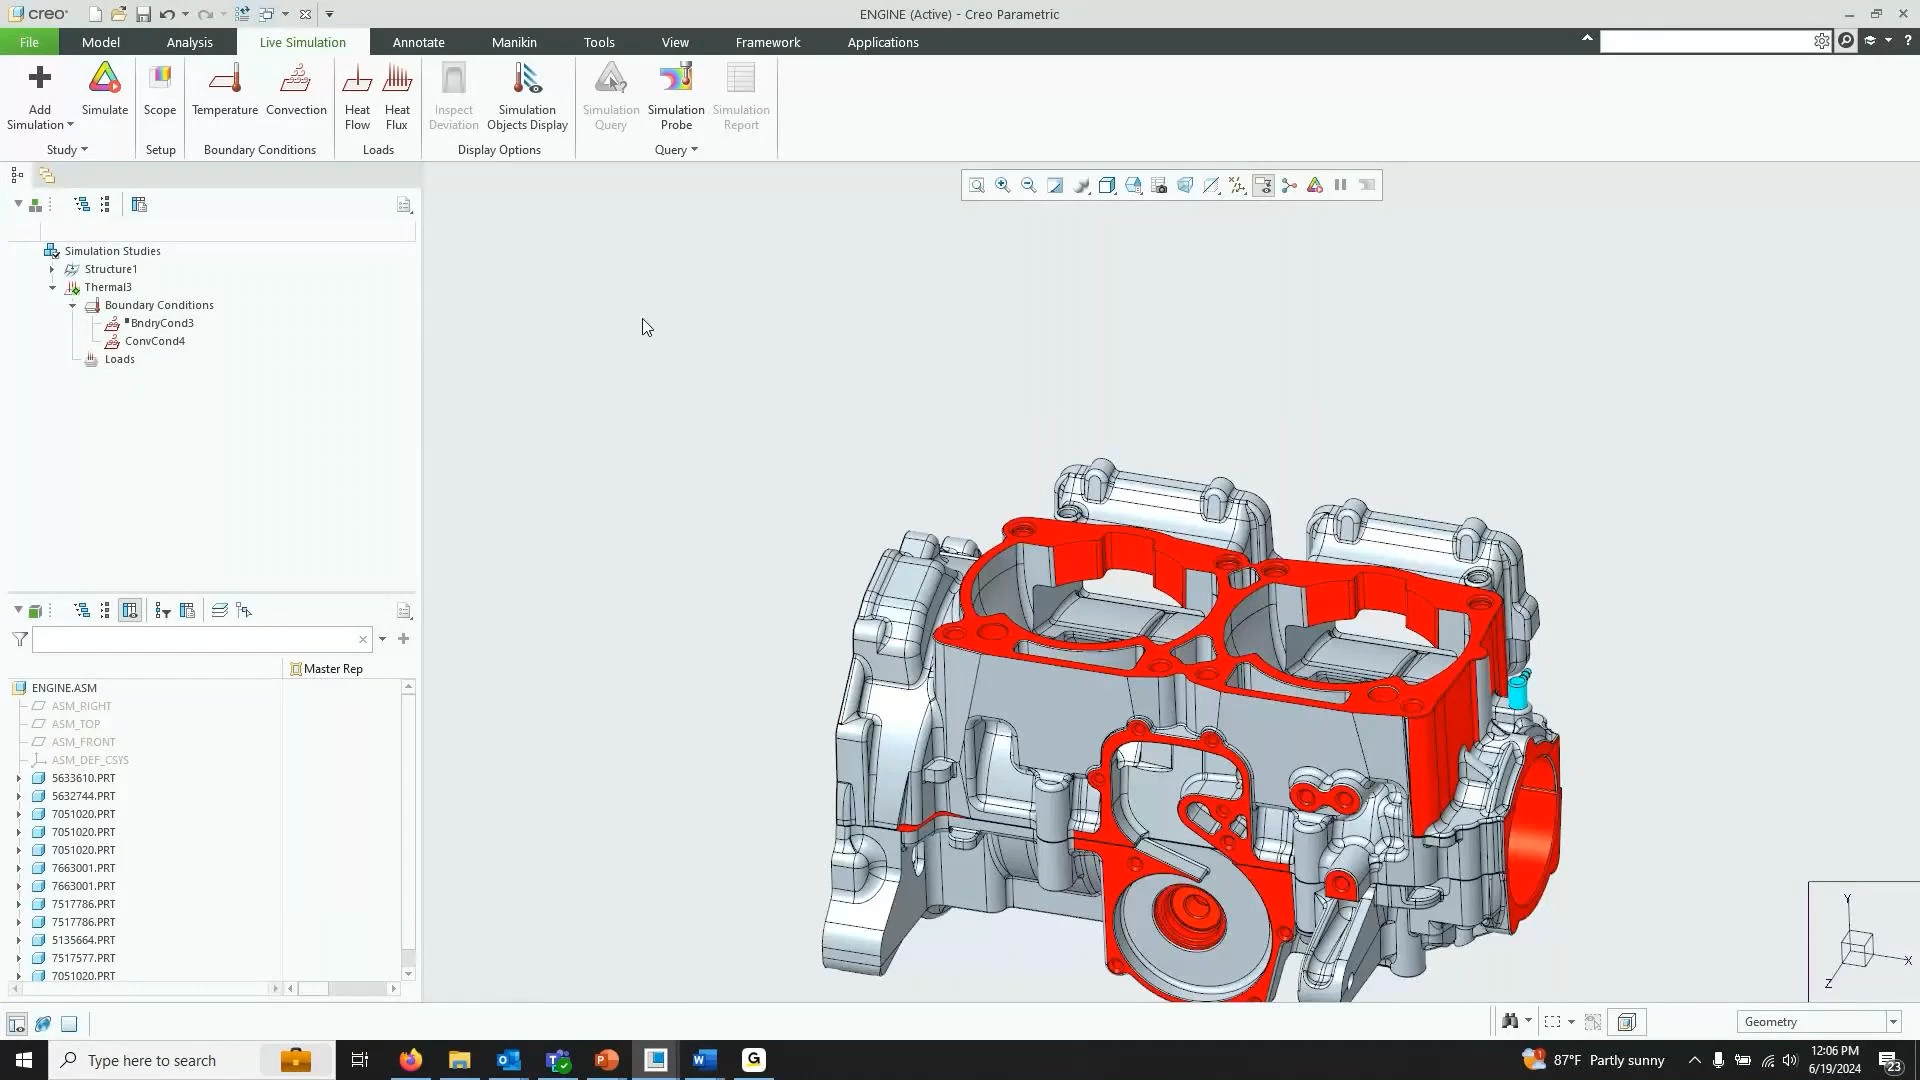 creo
ENGINE (Active) - Creo Parametric
File
Model
Analysis
Live Simulation
Annotate
Manikin
Tools
View
Framework
Applications
Add
Simulation
Simulate
Scope
Temperature
Convection
Heat
Flow
Heat
Flux
Inspect
Deviation
Simulation
Objects Display
Simulation
Query
Simulation
Probe
Simulation
Report
Study
Setup
Boundary Conditions
Loads
Display Options
Query
Simulation Studies
Structure1
Thermal3
Boundary Conditions
BndryCond3
ConvCond4
Loads
Master Rep
ENGINE.ASM
ASM_RIGHT
ASM_TOP
ASM_FRONT
ASM_DEF_CSYS
5633610.PRT
5632744.PRT
7051020.PRT
7051020.PRT
7051020.PRT
7663001.PRT
7663001.PRT
7517786.PRT
7517786.PRT
5135664.PRT
7517577.PRT
7051020.PRT
Y
X
Z
Geometry
Type here to search
G
87°F Partly sunny
12:06 PM
6/19/2024
23